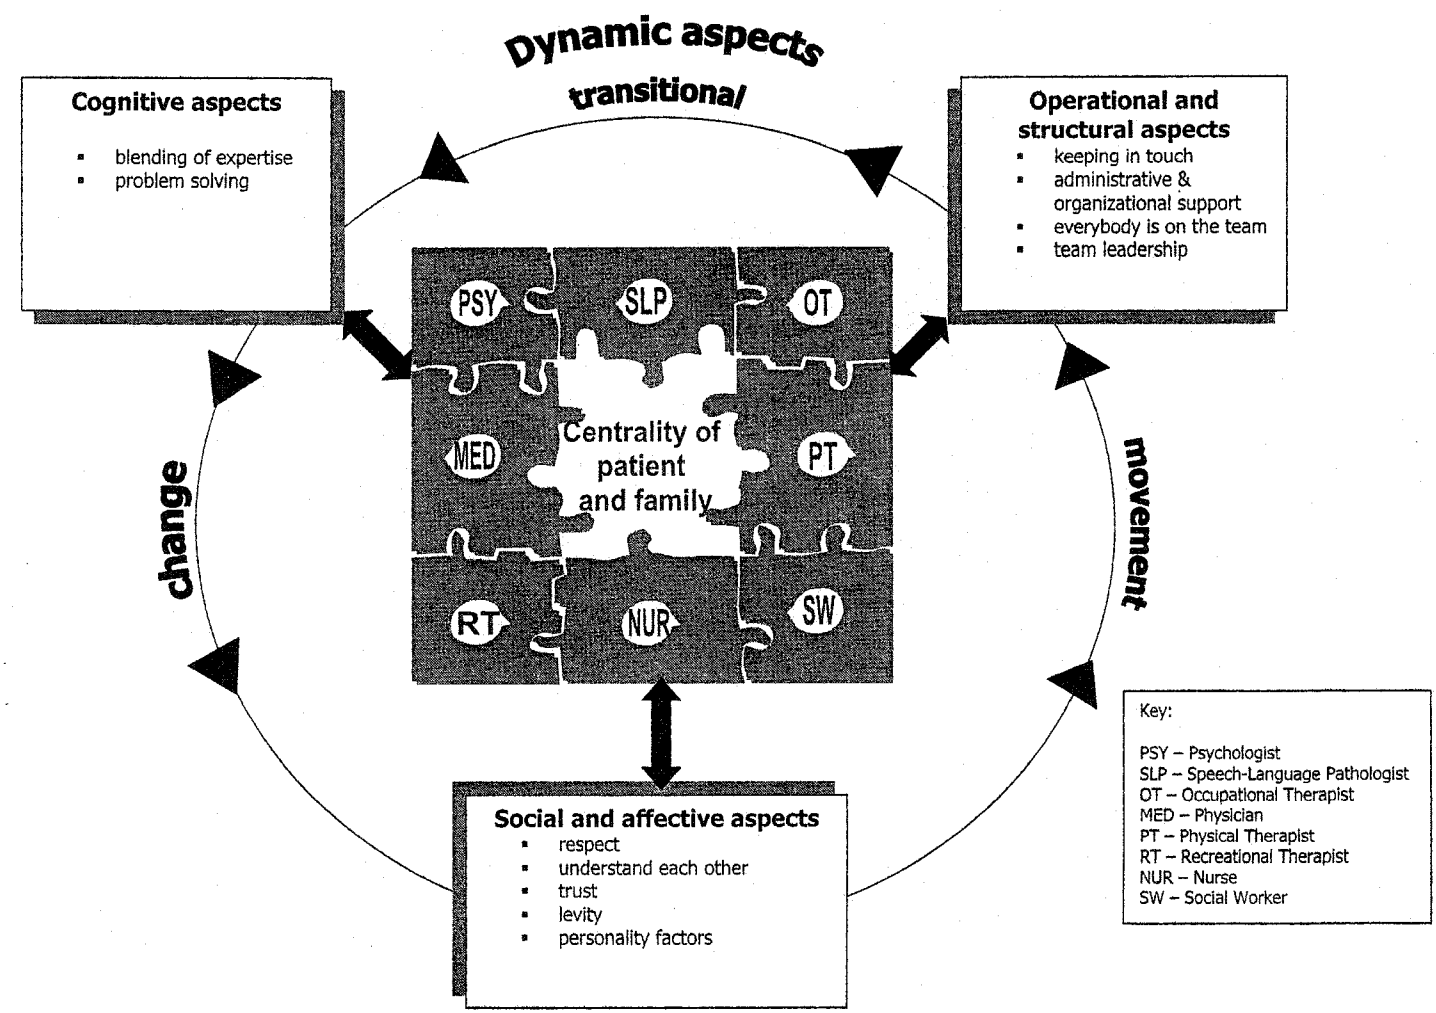 Dynamic aspects
transitional
Cognitive aspects
▪ blending of expertise
▪ problem solving
Operational and
structural aspects
▪ keeping in touch
▪ administrative &
organizational support
▪ everybody is on the team
▪ team leadership
PSY
SLP
OT
MED
Centrality of
patient
and family
PT
RT
NUR
SW
change
movement
Social and affective aspects
▪ respect
▪ understand each other
▪ trust
▪ levity
▪ personality factors
Key:
PSY – Psychologist
SLP – Speech-Language Pathologist
OT – Occupational Therapist
MED – Physician
PT – Physical Therapist
RT – Recreational Therapist
NUR – Nurse
SW – Social Worker